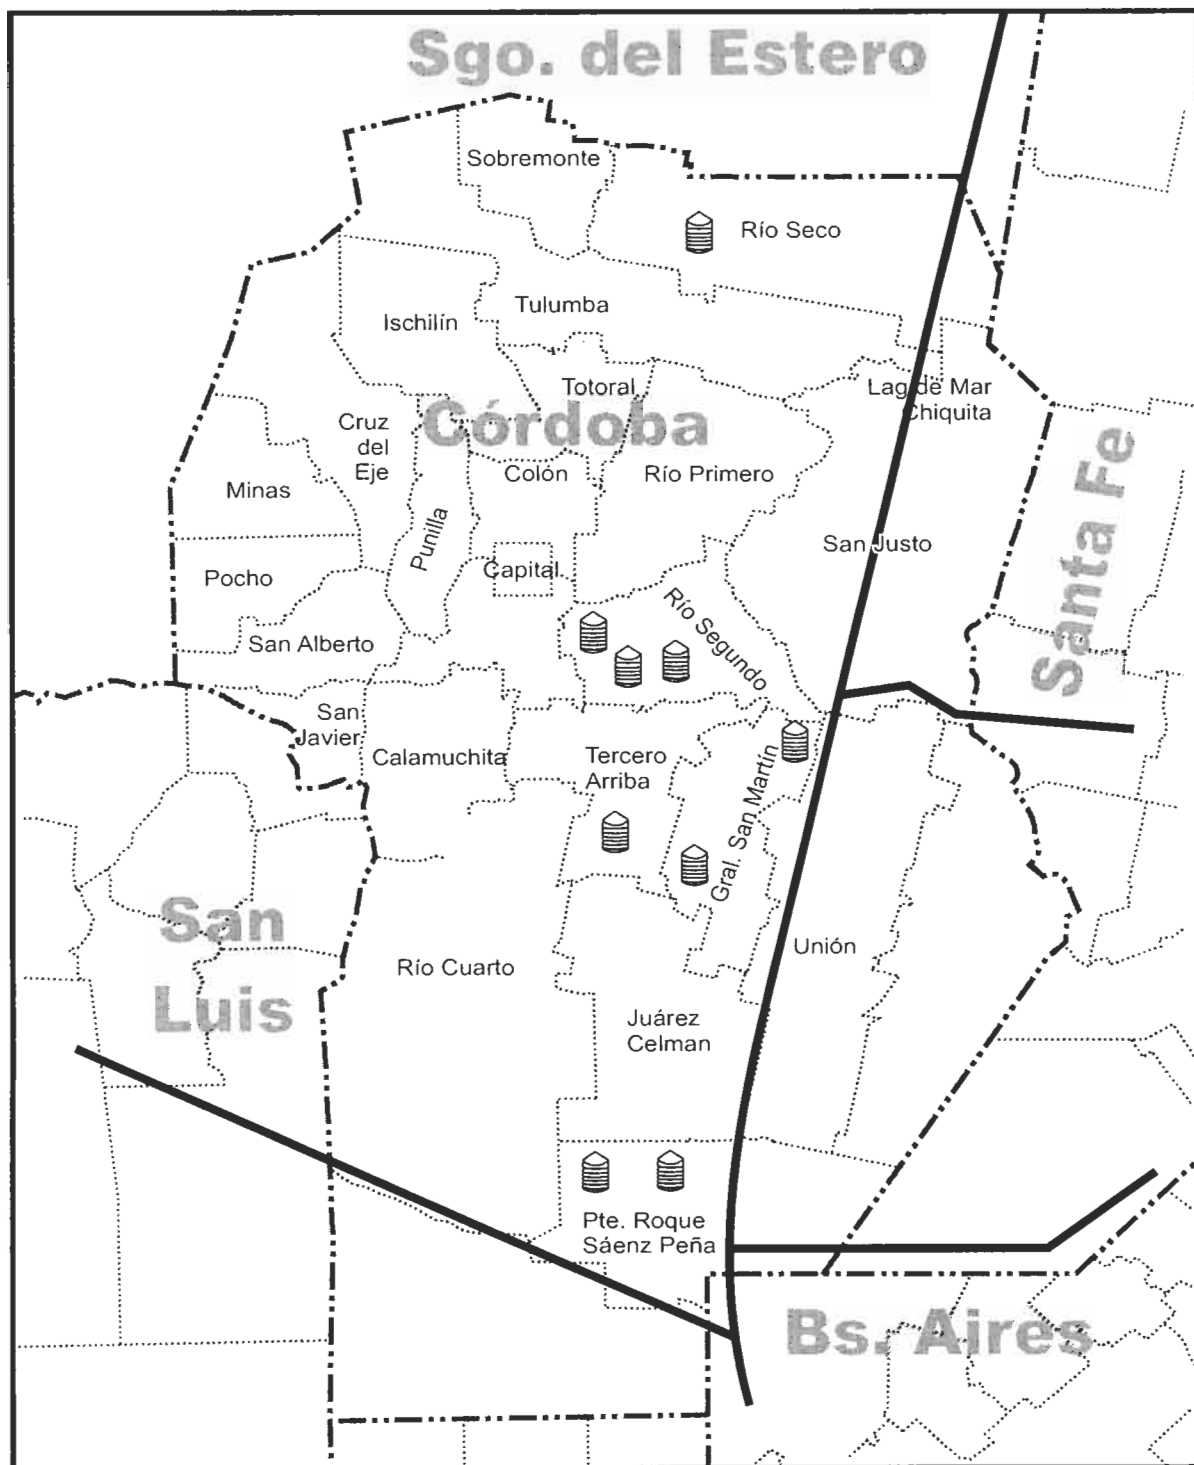 Sgo. del Estero
Sobremonte
Río Seco
Tulumba
Ischilín
Totoral
Lag de Mar
Chiquita
Córdoba
Cruz
del
Eje
Colón
Río Primero
Minas
Santa Fe
Punilla
San Justo
Capital
Pocho
Río Segundo
San Alberto
San
Javier
Calamuchita
Tercero
Arriba
Gral. San Martín
San
Luis
Río Cuarto
Unión
Juárez
Celman
Pte. Roque
Sáenz Peña
Bs. Aires